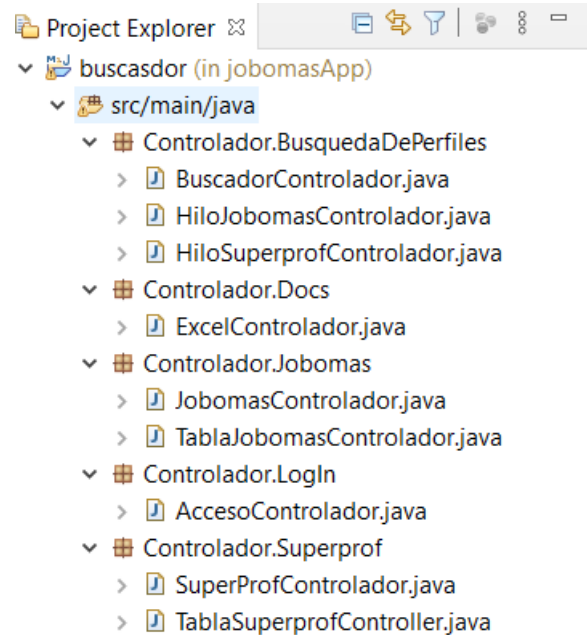 Project Explorer
buscasdor (in jobomasApp)
src/main/java
Controlador.BusquedaDePerfiles
BuscadorControlador.java
HiloJobomasControlador.java
HiloSuperprofControlador.java
Controlador.Docs
ExcelControlador.java
Controlador.Jobomas
JobomasControlador.java
TablaJobomasControlador.java
Controlador.LogIn
AccesoControlador.java
Controlador.Superprof
SuperProfControlador.java
TablaSuperprofController.java